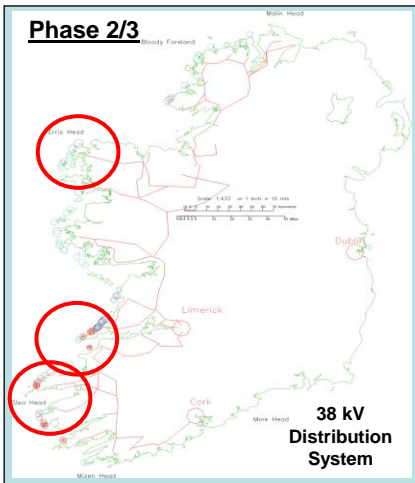 Phase 2/3
Malin Head
Bloody Foreland
Erris Head
Dublin
Limerick
Slea Head
Cork
Mine Head
38 kV
Distribution
System
Mizen Head